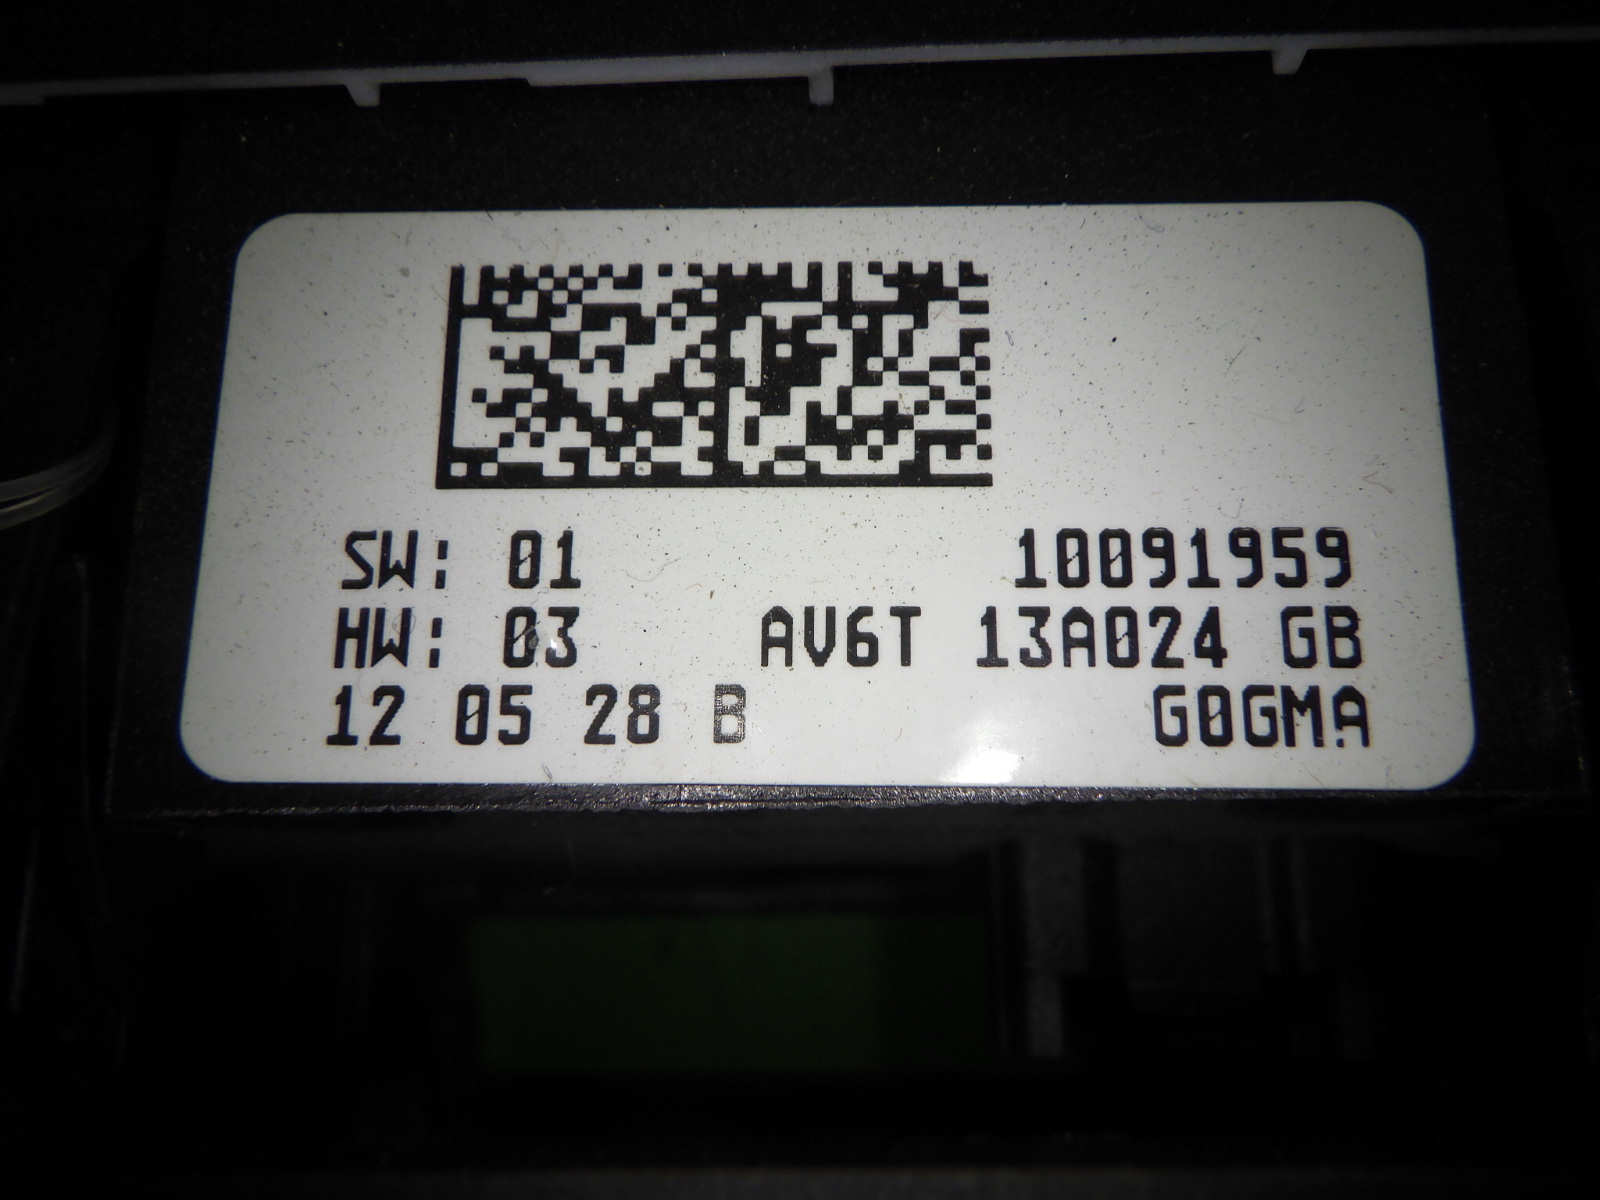 SW: 01 10091959
HW: 03 AV6T 13A024 GB
12 05 28 B G0GMA